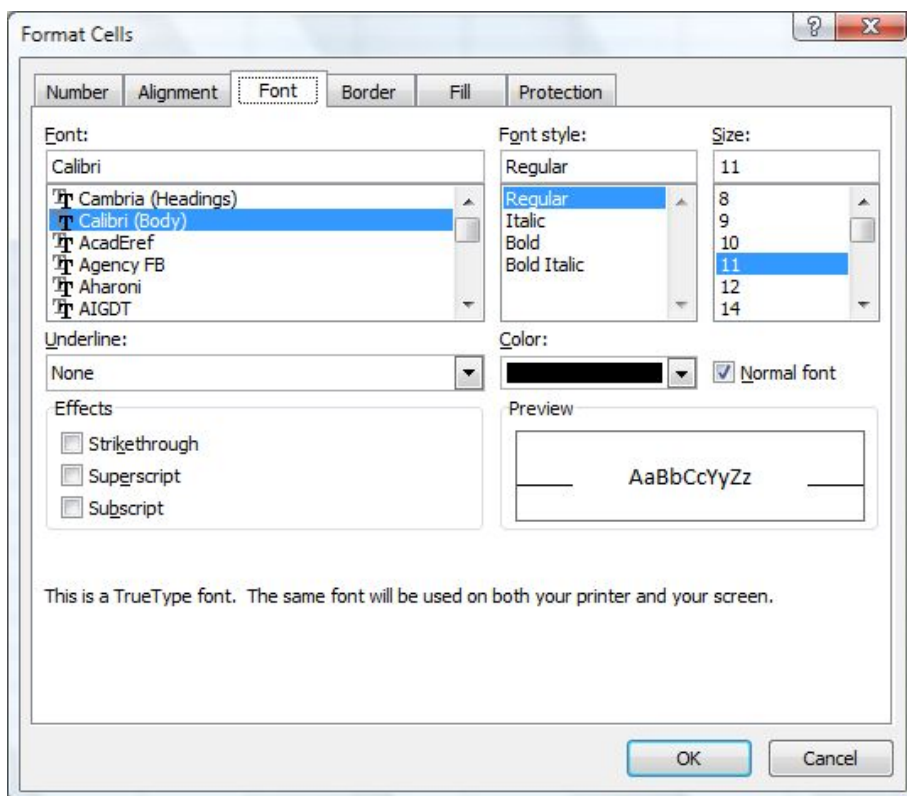 Format Cells
?
Number Alignment Font Border Fill Protection
Font: Font style: Size:
Calibri Regular 11
Cambria (Headings) Regular 8
Calibri (Body) Italic 9
AcadEref Bold 10
Agency FB Bold Italic 11
Aharoni 12
AIGDT 14
Underline: Color:
None Normal font
Effects Preview
Strikethrough
Superscript AaBbCcYyZz
Subscript
This is a TrueType font. The same font will be used on both your printer and your screen.
OK Cancel